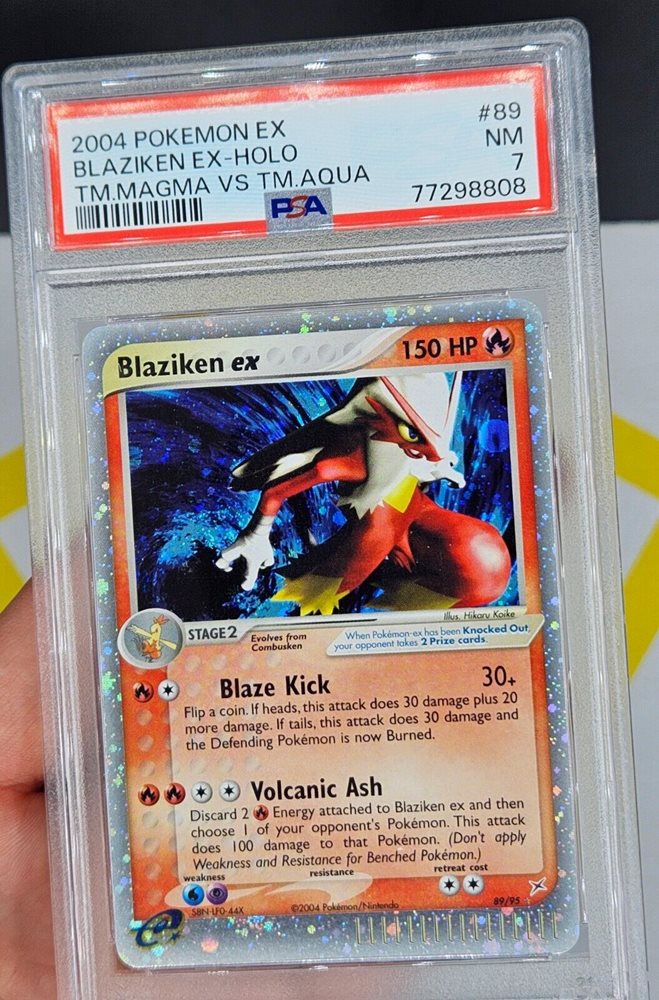 2004 POKEMON EX #89
BLAZIKEN EX-HOLO NM
TM.MAGMA VS TM.AQUA 7
PSA 77298808
Blaziken ex 150 HP
Illus. Hikaru Koike
STAGE 2 Evolves from
Combusken
When Pokémon-ex has been Knocked Out,
your opponent takes 2 Prize cards.
Blaze Kick 30+
Flip a coin. If heads, this attack does 30 damage plus 20
more damage. If tails, this attack does 30 damage and
the Defending Pokémon is now Burned.
Volcanic Ash
Discard 2 Energy attached to Blaziken ex and then
choose 1 of your opponent's Pokémon. This attack
does 100 damage to that Pokémon. (Don't apply
Weakness and Resistance for Benched Pokémon.)
weakness resistance retreat cost
SBN-LF0-44X ©2004 Pokémon/Nintendo 89/95
e